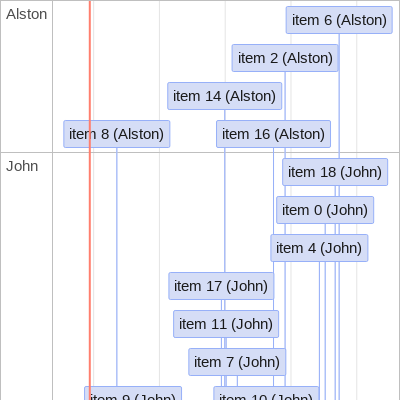 Alston
item 6 (Alston)
item 2 (Alston)
item 14 (Alston)
item 8 (Alston)
item 16 (Alston)
John
item 18 (John)
item 0 (John)
item 4 (John)
item 17 (John)
item 11 (John)
item 7 (John)
item 9 (John)
item 10 (John)